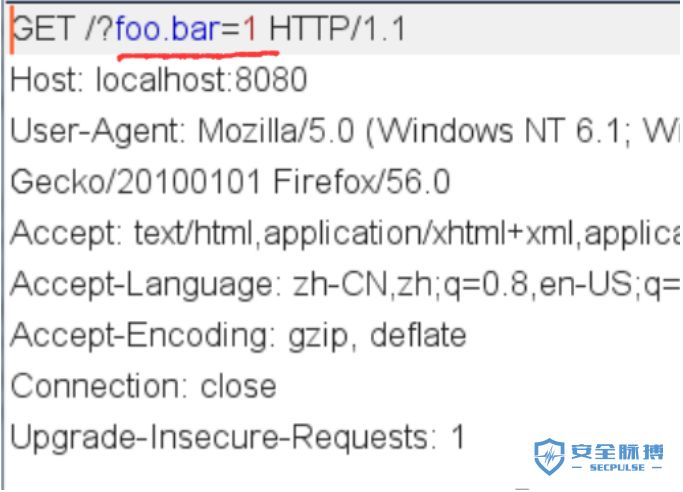 GET /?foo.bar=1 HTTP/1.1
Host: localhost:8080
User-Agent: Mozilla/5.0 (Windows NT 6.1; Wi
Gecko/20100101 Firefox/56.0
Accept: text/html,application/xhtml+xml,applica
Accept-Language: zh-CN,zh;q=0.8,en-US;q=
Accept-Encoding: gzip, deflate
Connection: close
Upgrade-Insecure-Requests: 1
安全脉搏
SECPULSE